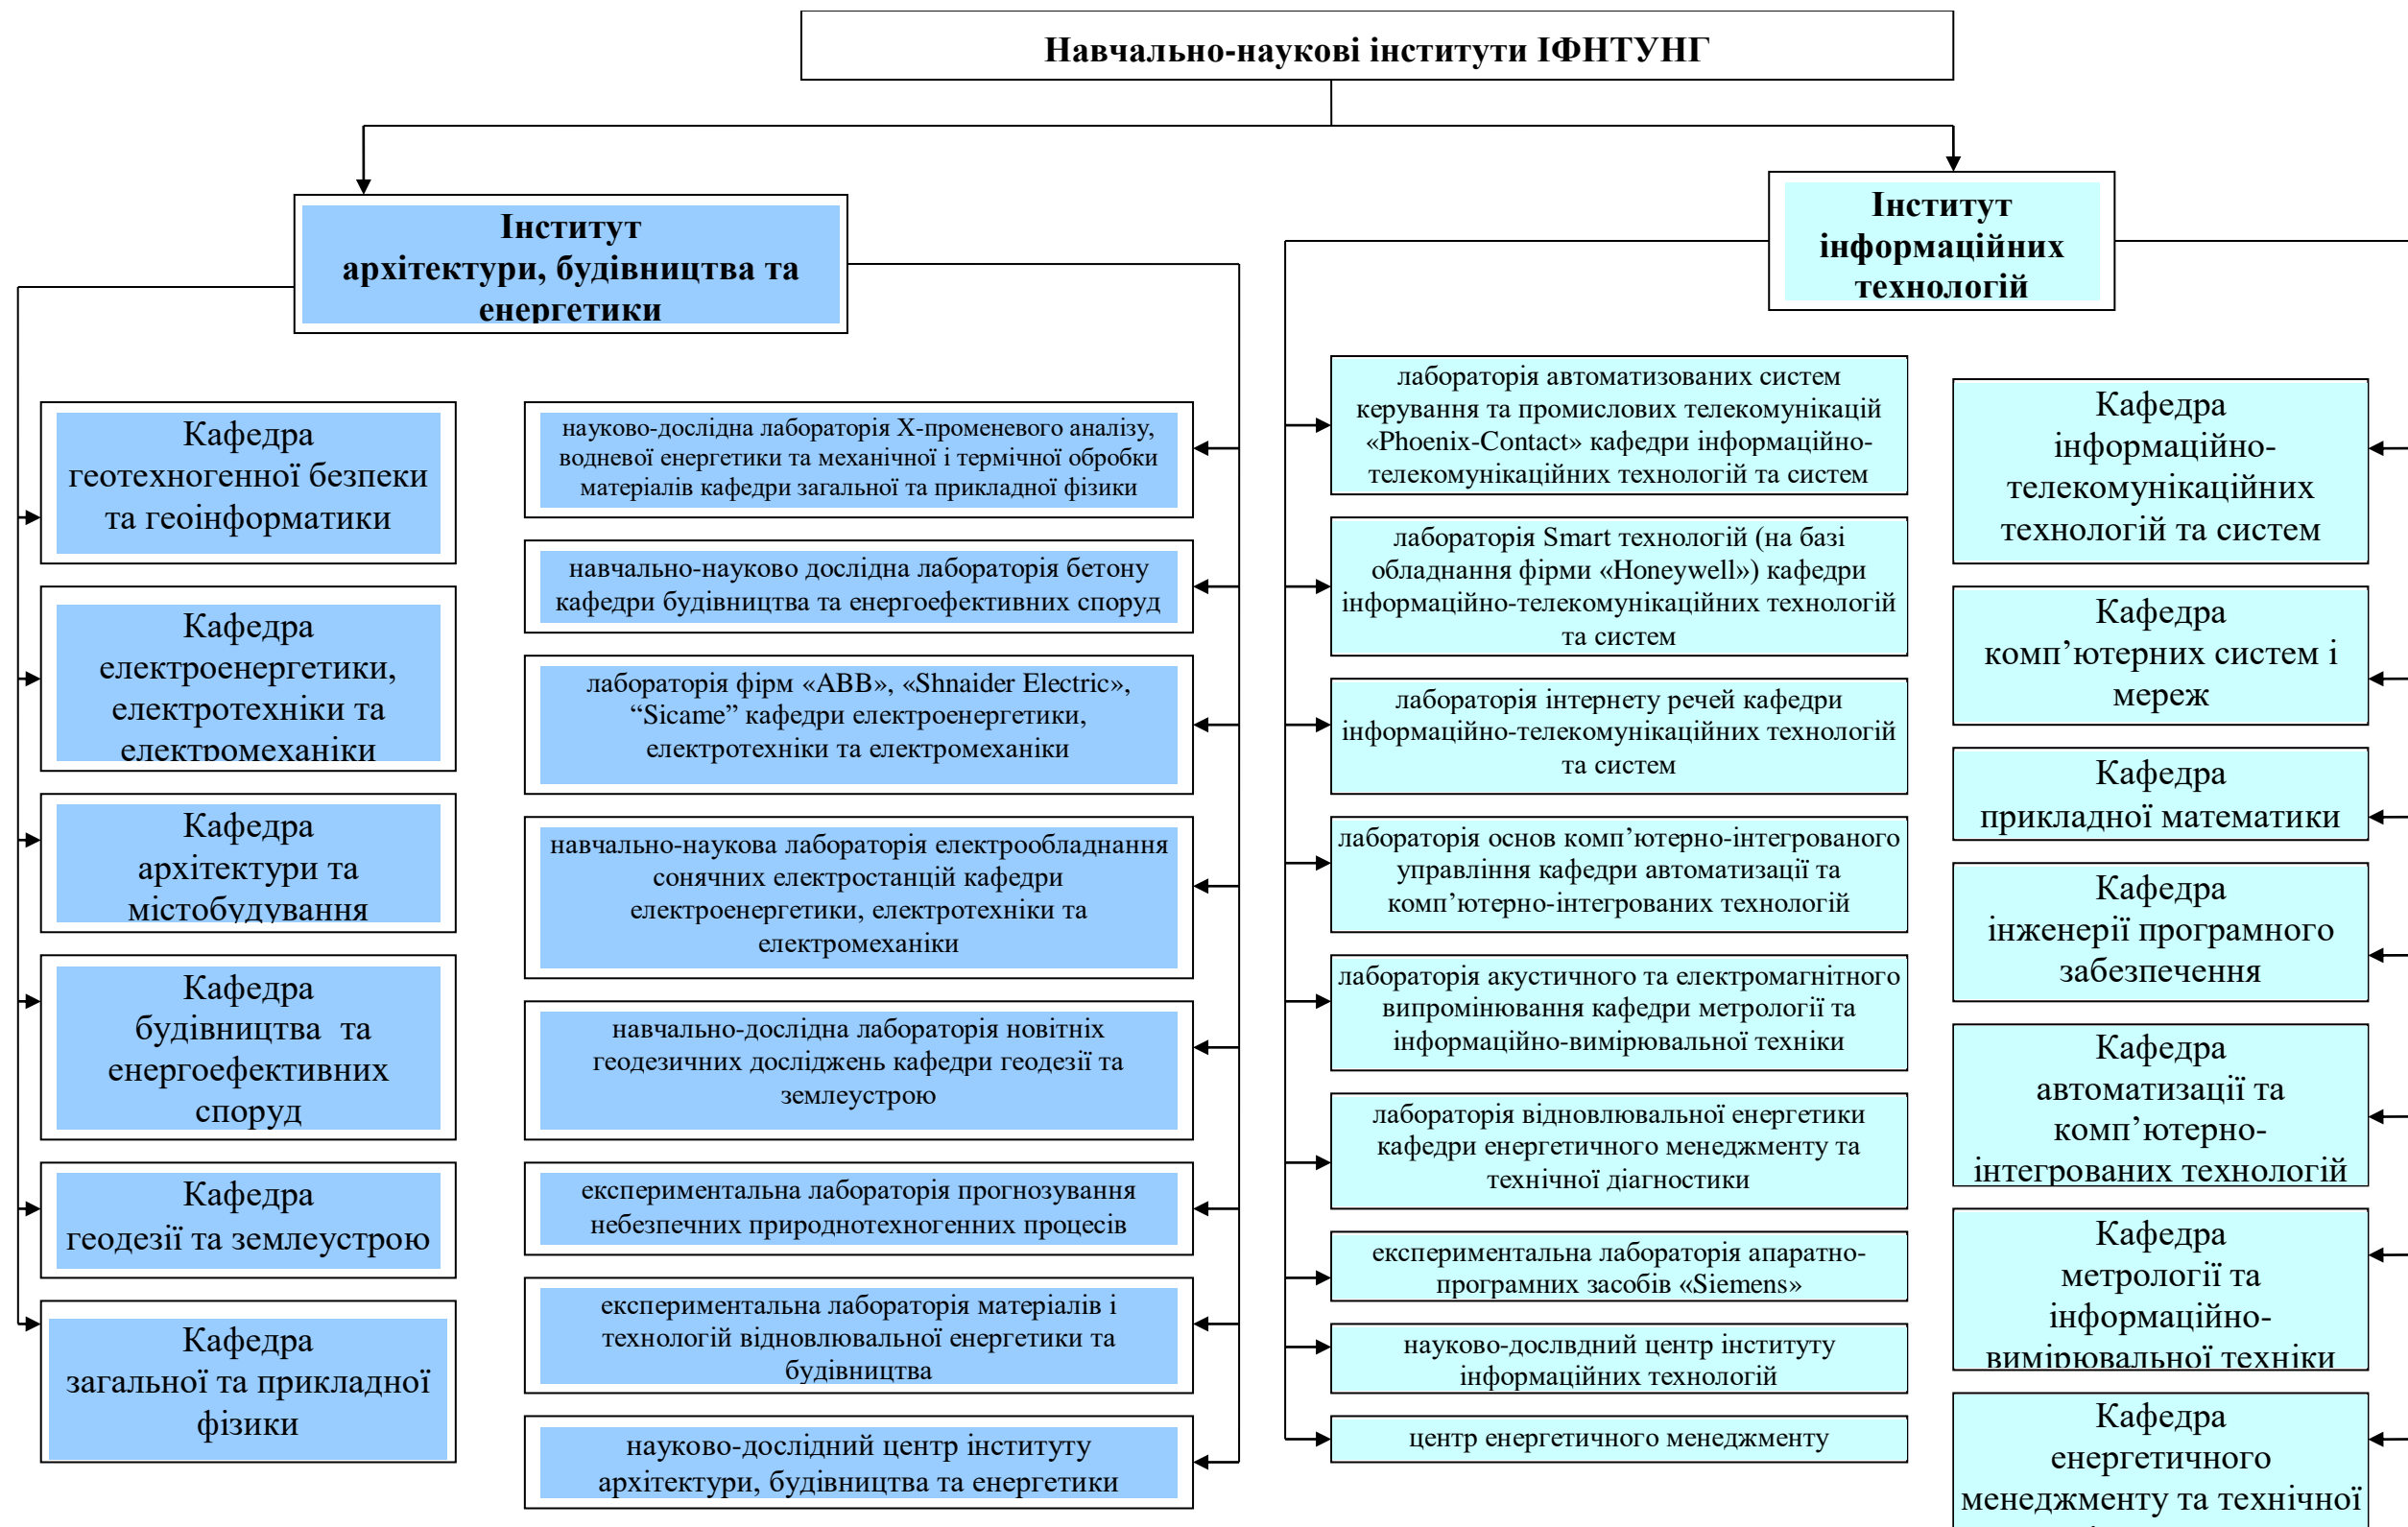 Навчально-наукові інститути ІФНТУНГ
Інститут
архітектури, будівництва та
енергетики
Інститут
інформаційних
технологій
Кафедра
геотехногенної безпеки
та геоінформатики
Кафедра
електроенергетики,
електротехніки та
електромеханіки
Кафедра
архітектури та
містобудування
Кафедра
будівництва та
енергоефективних
споруд
Кафедра
геодезії та землеустрою
Кафедра
загальної та прикладної
фізики
науково-дослідна лабораторія Х-променевого аналізу,
водневої енергетики та механічної і термічної обробки
матеріалів кафедри загальної та прикладної фізики
навчально-науково дослідна лабораторія бетону
кафедри будівництва та енергоефективних споруд
лабораторія фірм «АВВ», «Shnaider Electric»,
“Sicame” кафедри електроенергетики,
електротехніки та електромеханіки
навчально-наукова лабораторія електрообладнання
сонячних електростанцій кафедри
електроенергетики, електротехніки та
електромеханіки
навчально-дослідна лабораторія новітніх
геодезичних досліджень кафедри геодезії та
землеустрою
експериментальна лабораторія прогнозування
небезпечних природнотехногенних процесів
експериментальна лабораторія матеріалів і
технологій відновлювальної енергетики та
будівництва
науково-дослідний центр інституту
архітектури, будівництва та енергетики
лабораторія автоматизованих систем
керування та промислових телекомунікацій
«Phoenix-Contact» кафедри інформаційно-
телекомунікаційних технологій та систем
лабораторія Smart технологій (на базі
обладнання фірми «Honeywell») кафедри
інформаційно-телекомунікаційних технологій
та систем
лабораторія інтернету речей кафедри
інформаційно-телекомунікаційних технологій
та систем
лабораторія основ комп’ютерно-інтегрованого
управління кафедри автоматизації та
комп’ютерно-інтегрованих технологій
лабораторія акустичного та електромагнітного
випромінювання кафедри метрології та
інформаційно-вимірювальної техніки
лабораторія відновлювальної енергетики
кафедри енергетичного менеджменту та
технічної діагностики
експериментальна лабораторія апаратно-
програмних засобів «Siemens»
науково-дослвдний центр інституту
інформаційних технологій
центр енергетичного менеджменту
Кафедра
інформаційно-
телекомунікаційних
технологій та систем
Кафедра
комп’ютерних систем і
мереж
Кафедра
прикладної математики
Кафедра
інженерії програмного
забезпечення
Кафедра
автоматизації та
комп’ютерно-
інтегрованих технологій
Кафедра
метрології та
інформаційно-
вимірювальної техніки
Кафедра
енергетичного
менеджменту та технічної